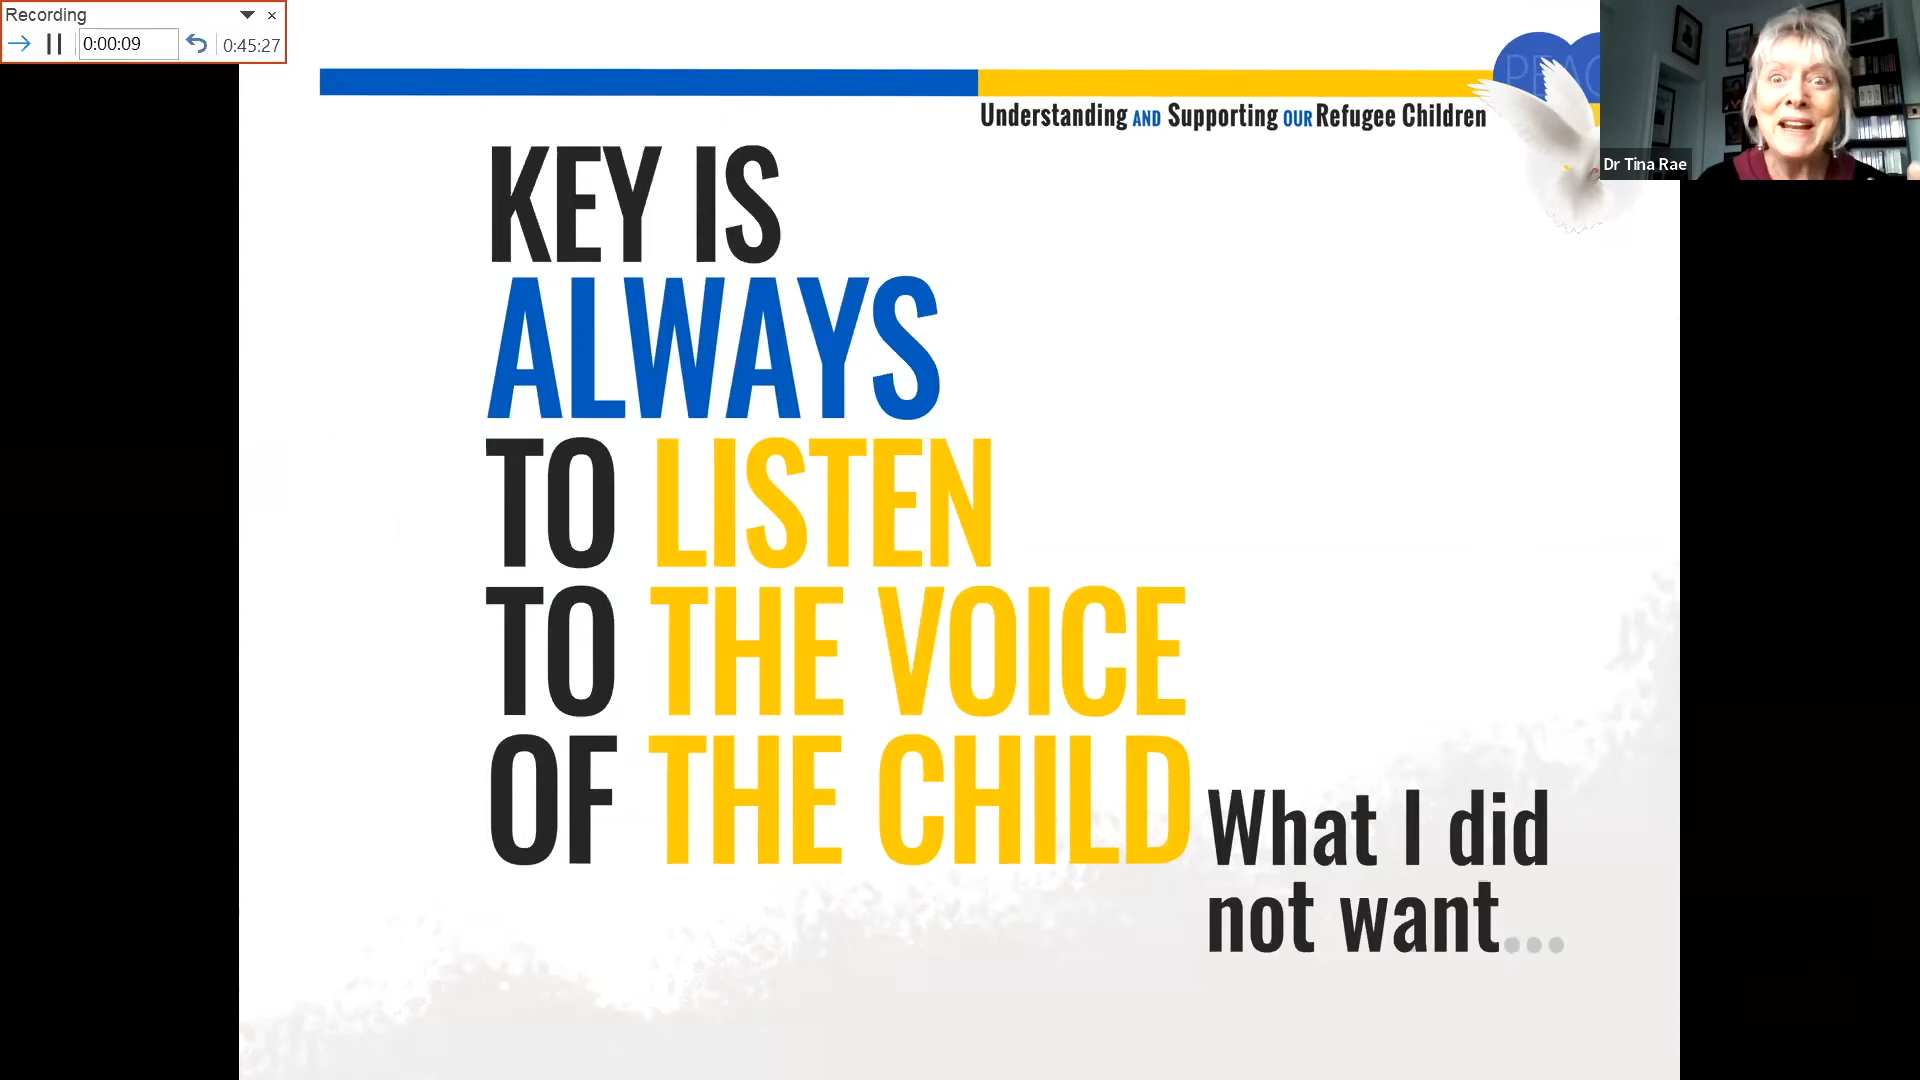 Recording
0:00:09
0:45:27
Understanding AND Supporting OUR Refugee Children
Dr Tina Rae
KEY IS
ALWAYS
TO LISTEN
TO THE VOICE
OF THE CHILD
What I did
not want...